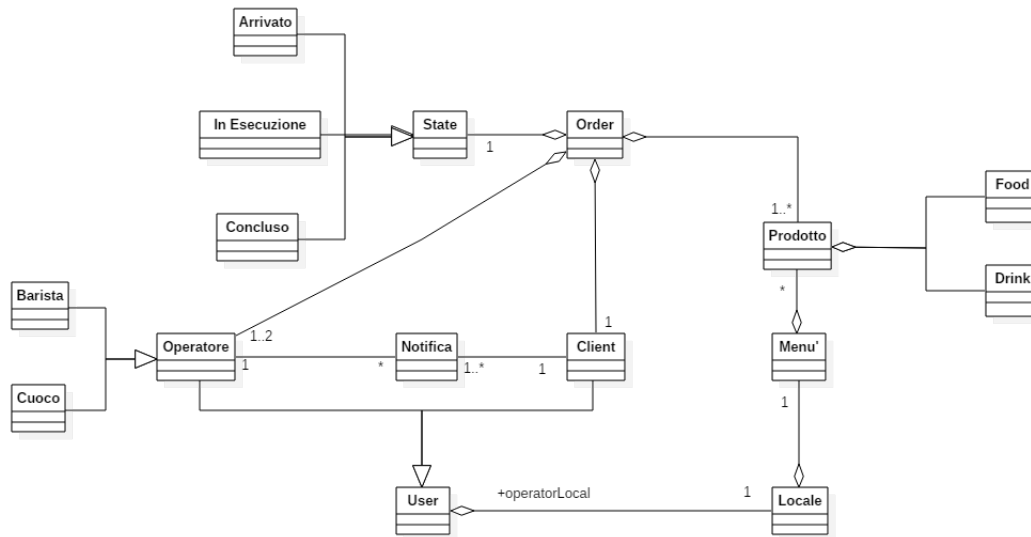 Arrivato
In Esecuzione
State
1
Order
Concluso
1..*
Prodotto
*
Food
Drink
Barista
Cuoco
Operatore
1..2
1
*
Notifica
1..*
1
1
Client
Menu'
1
User
+operatorLocal
1
Locale